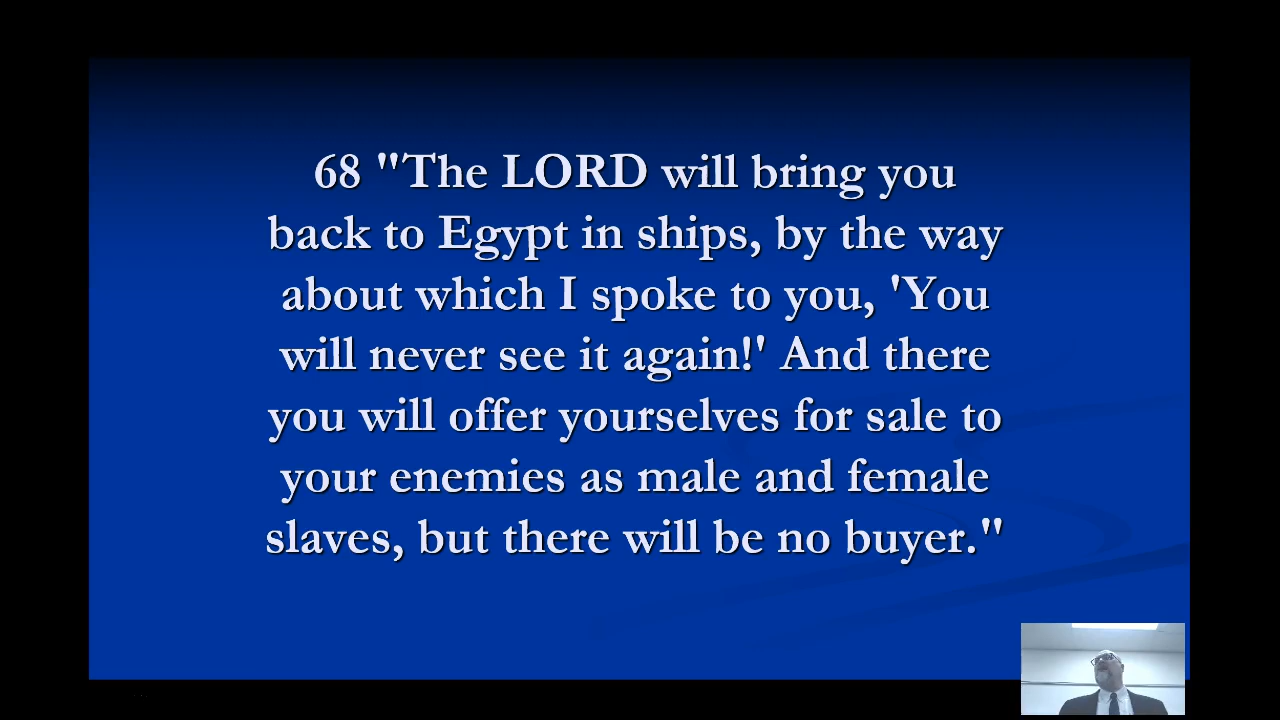 68 "The LORD will bring you
back to Egypt in ships, by the way
about which I spoke to you, 'You
will never see it again!' And there
you will offer yourselves for sale to
your enemies as male and female
slaves, but there will be no buyer."